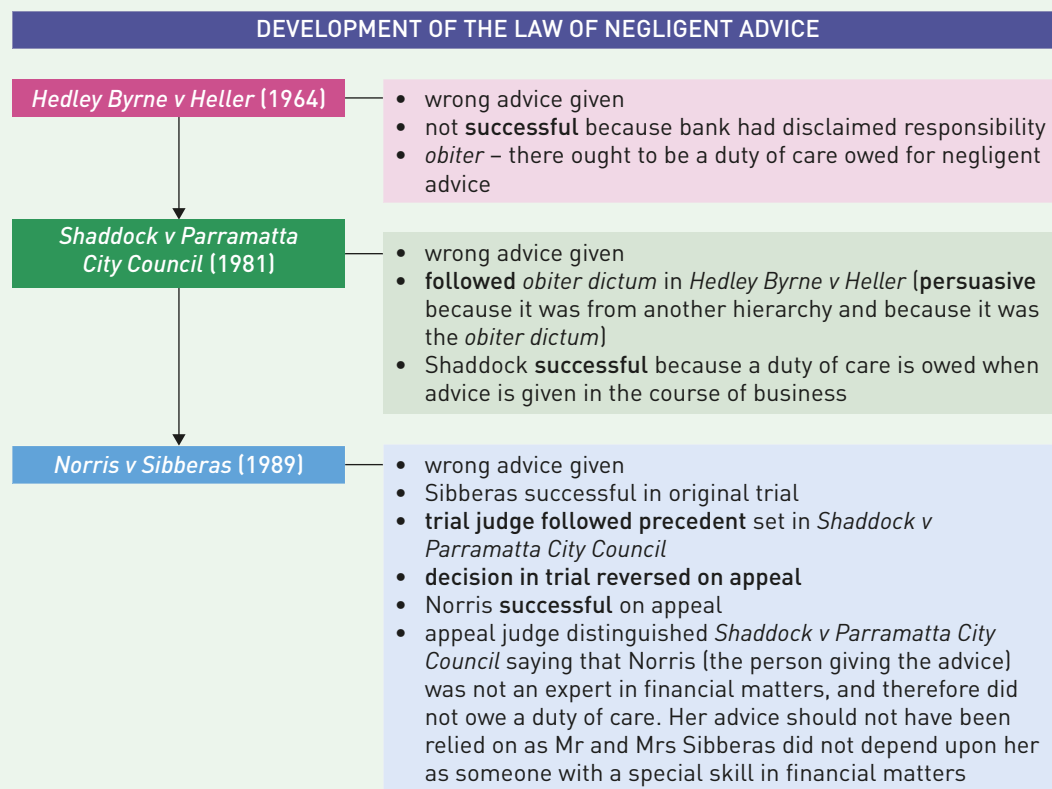 DEVELOPMENT OF THE LAW OF NEGLIGENT ADVICE
Hedley Byrne v Heller (1964)
• wrong advice given
• not successful because bank had disclaimed responsibility
• obiter – there ought to be a duty of care owed for negligent
advice
Shaddock v Parramatta
City Council (1981)
• wrong advice given
• followed obiter dictum in Hedley Byrne v Heller (persuasive
because it was from another hierarchy and because it was
the obiter dictum)
• Shaddock successful because a duty of care is owed when
advice is given in the course of business
Norris v Sibberas (1989)
• wrong advice given
• Sibberas successful in original trial
• trial judge followed precedent set in Shaddock v
Parramatta City Council
• decision in trial reversed on appeal
• Norris successful on appeal
• appeal judge distinguished Shaddock v Parramatta City
Council saying that Norris (the person giving the advice)
was not an expert in financial matters, and therefore did
not owe a duty of care. Her advice should not have been
relied on as Mr and Mrs Sibberas did not depend upon her
as someone with a special skill in financial matters